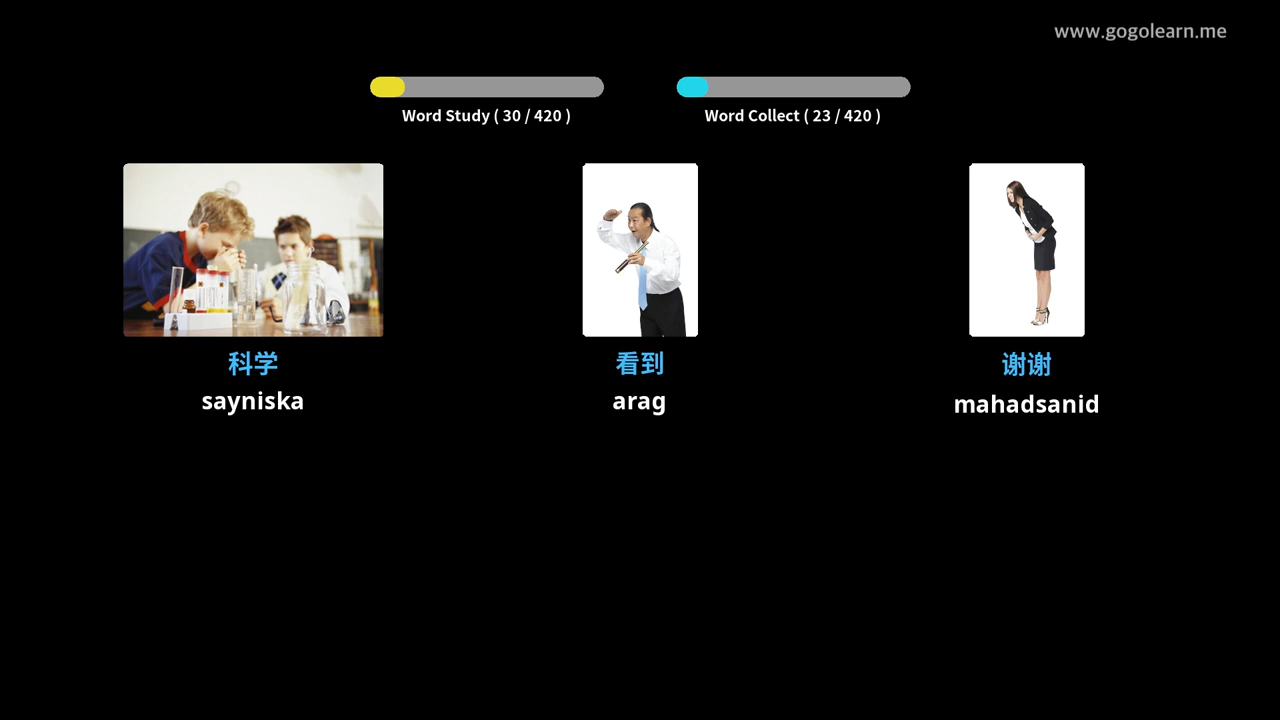 www.gogolearn.me
Word Study ( 30 / 420 )
Word Collect ( 23 / 420 )
科学
看到
谢谢
sayniska
arag
mahadsanid